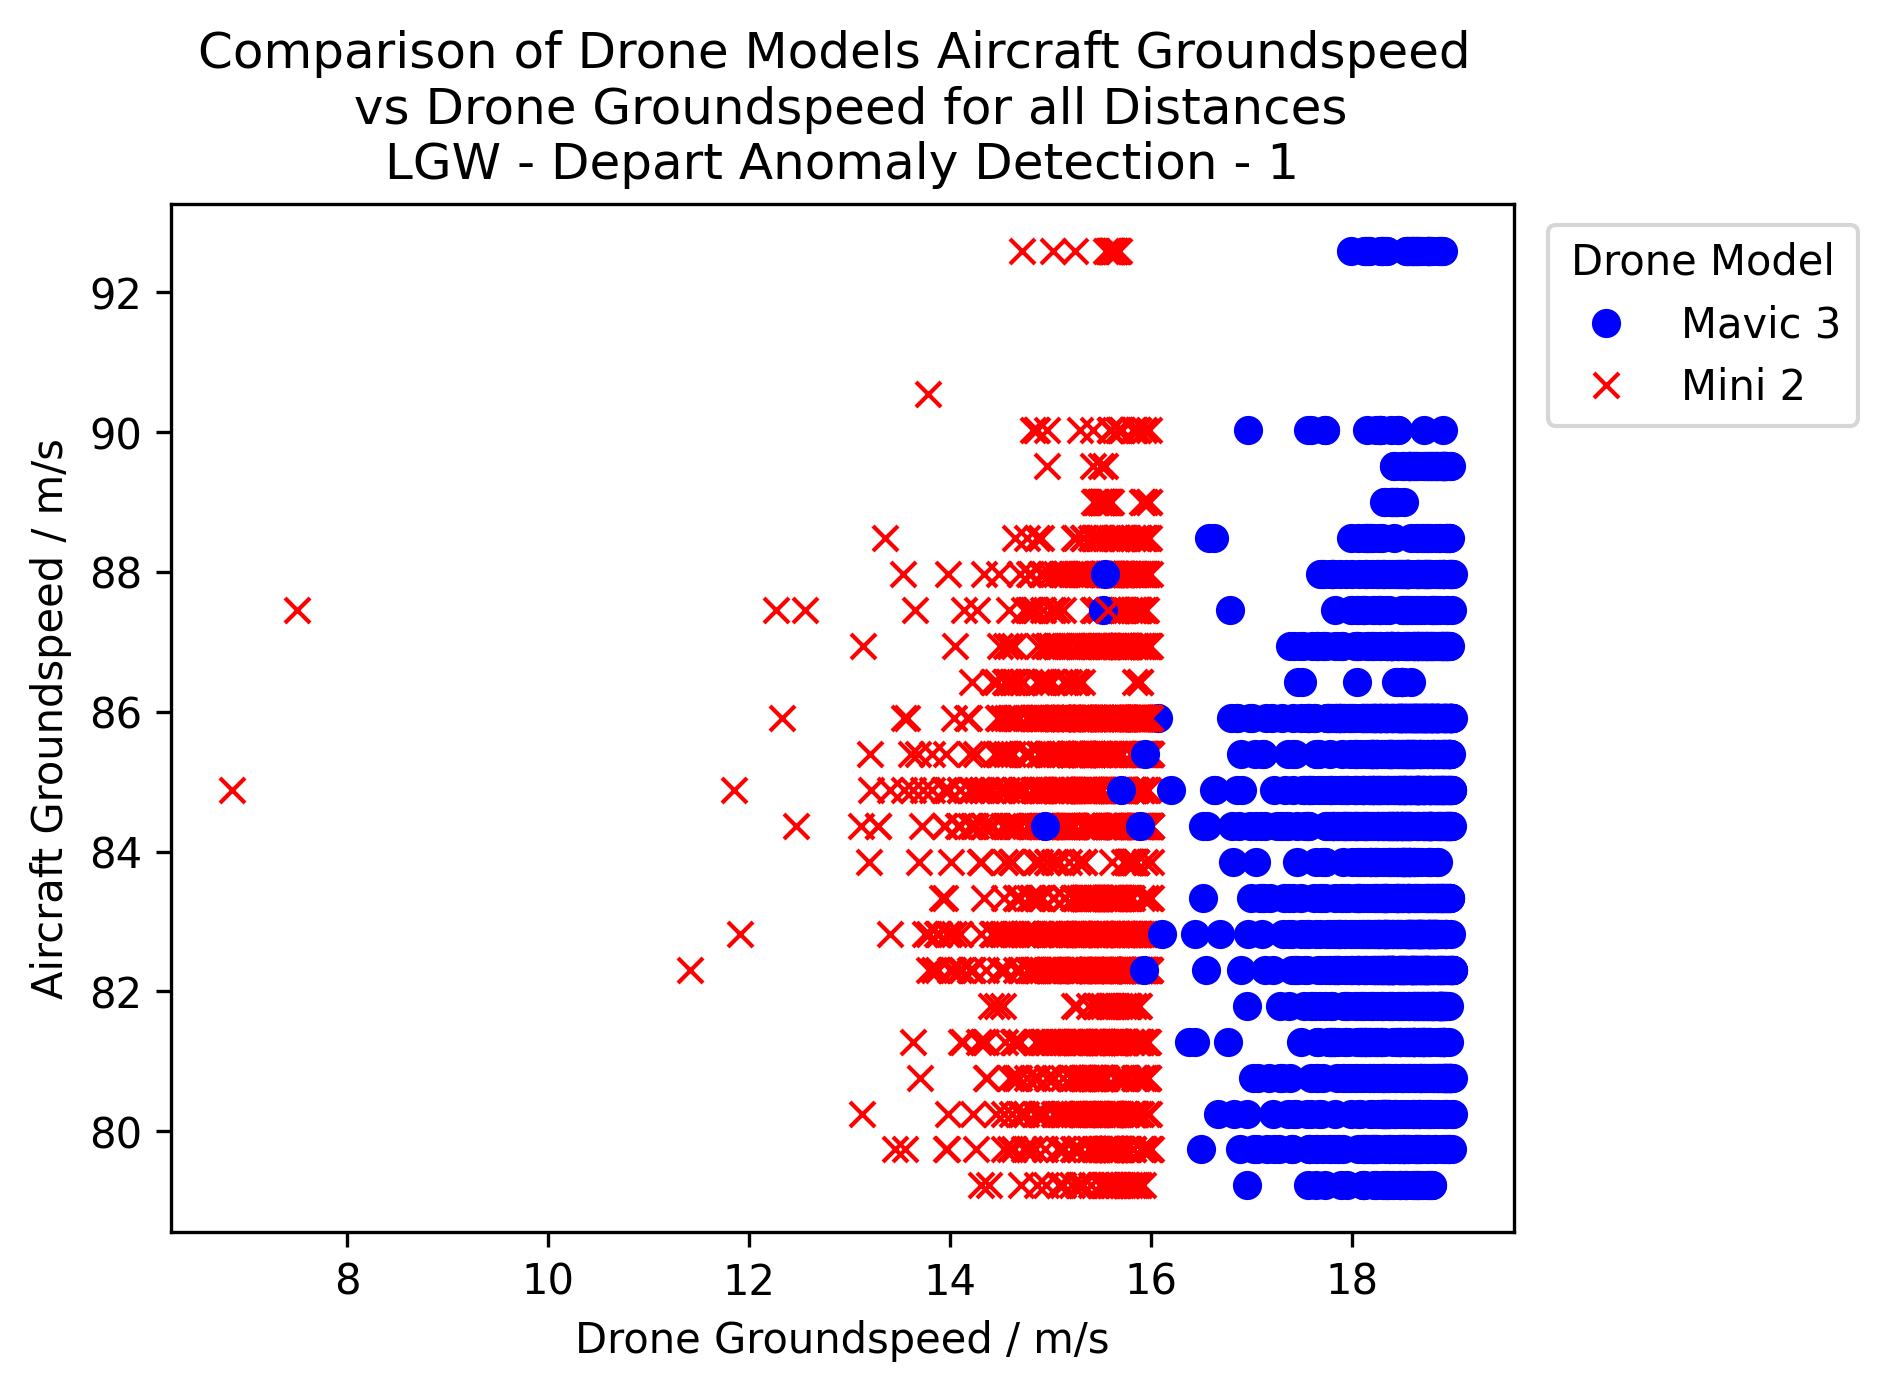 Comparison of Drone Models Aircraft Groundspeed
vs Drone Groundspeed for all Distances
LGW - Depart Anomaly Detection - 1
Drone Model
Mavic 3
Mini 2
Aircraft Groundspeed / m/s
92
90
88
86
84
82
80
8 10 12 14 16 18
Drone Groundspeed / m/s